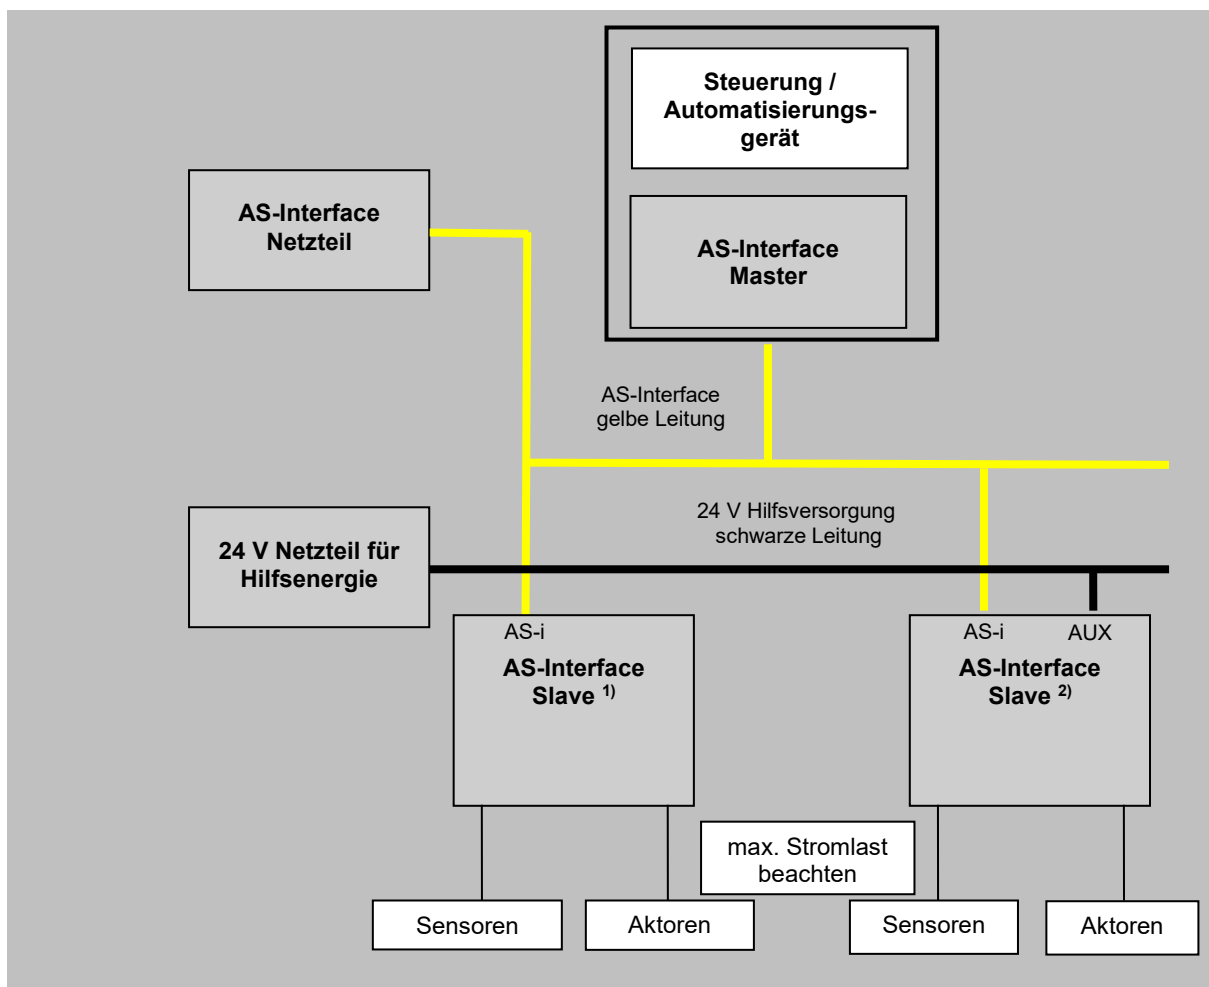 Steuerung /
Automatisierungs-
gerät
AS-Interface
Netzteil
AS-Interface
Master
AS-Interface
gelbe Leitung
24 V Hilfsversorgung
schwarze Leitung
24 V Netzteil für
Hilfsenergie
AS-i
AS-Interface
Slave 1)
AS-i AUX
AS-Interface
Slave 2)
max. Stromlast
beachten
Sensoren
Aktoren
Sensoren
Aktoren